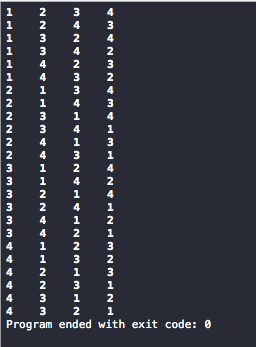 1 2 3 4
1 2 4 3
1 3 2 4
1 3 4 2
1 4 2 3
1 4 3 2
2 1 3 4
2 1 4 3
2 3 1 4
2 3 4 1
2 4 1 3
2 4 3 1
3 1 2 4
3 1 4 2
3 2 1 4
3 2 4 1
3 4 1 2
3 4 2 1
4 1 2 3
4 1 3 2
4 2 1 3
4 2 3 1
4 3 1 2
4 3 2 1
Program ended with exit code: 0